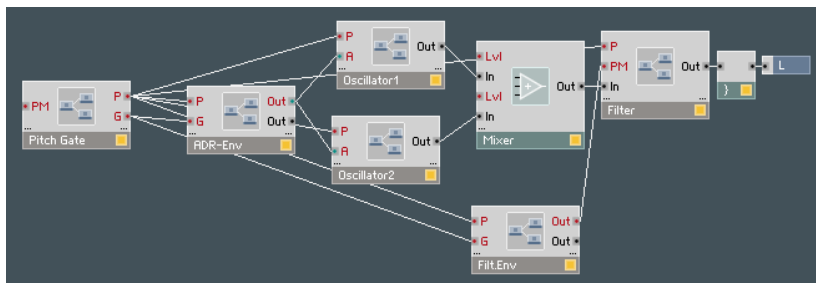 PM
P
G
...
Pitch Gate
P
G
Out
Out
...
ADR-Env
P
A
Out
...
Oscillator1
P
A
Out
...
Oscillator2
Lvl
In
Lvl
In
Out
...
Mixer
P
G
Out
Out
...
Filt.Env
P
PM
In
Out
...
Filter
}
L